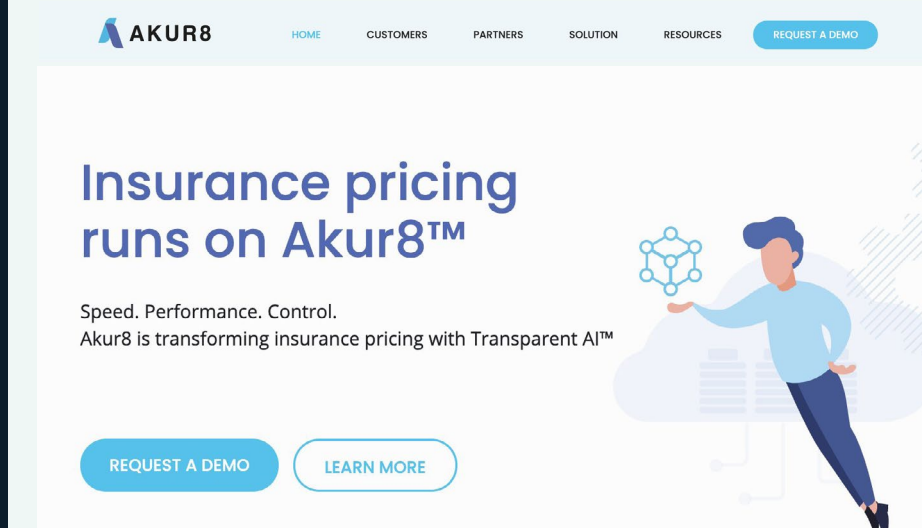 AKUR8
HOME
CUSTOMERS
PARTNERS
SOLUTION
RESOURCES
REQUEST A DEMO
Insurance pricing
runs on Akur8™
Speed. Performance. Control.
Akur8 is transforming insurance pricing with Transparent AI™
REQUEST A DEMO
LEARN MORE